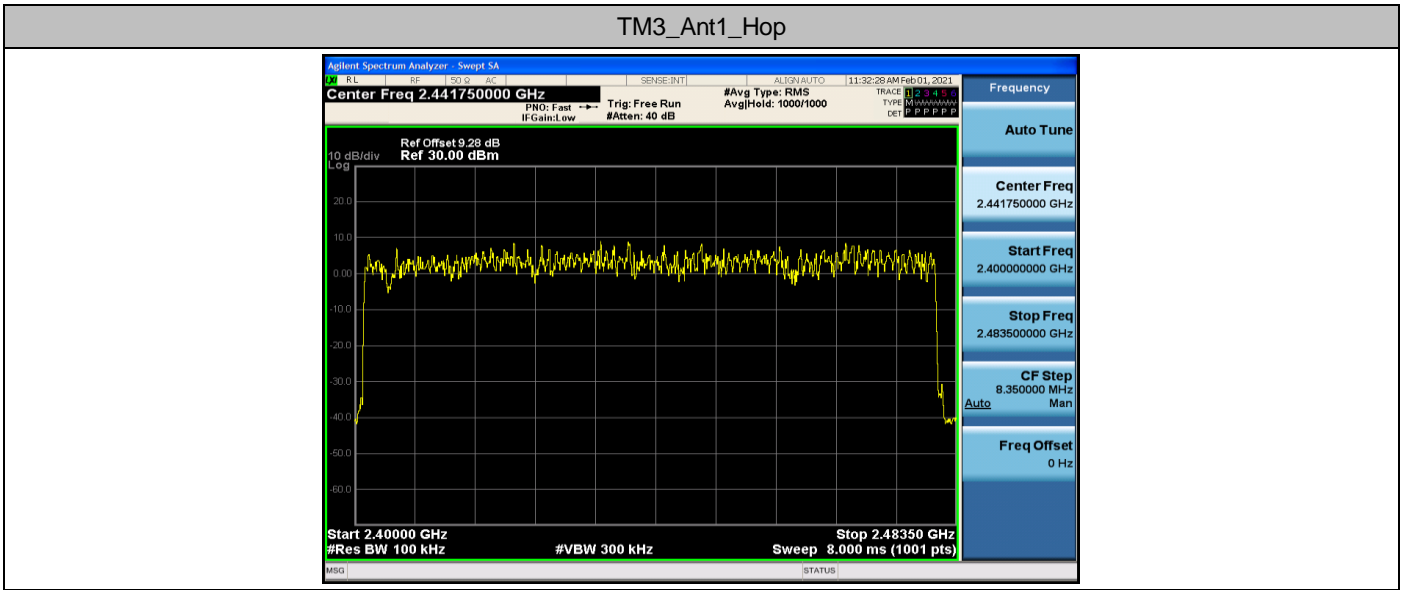 TM3_Ant1_Hop
Agilent Spectrum Analyzer - Swept SA
LXI RL RF 50 Ω AC SENSE:INT ALIGN AUTO 11:32:28 AM Feb 01, 2021
Center Freq 2.441750000 GHz
PNO: Fast
IFGain:Low
Trig: Free Run
#Atten: 40 dB
#Avg Type: RMS
Avg|Hold: 1000/1000
TRACE 1 2 3 4 5 6
TYPE M
DET P P P P P P
Ref Offset 9.28 dB
10 dB/div Ref 30.00 dBm
Log
20.0
10.0
0.00
-10.0
-20.0
-30.0
-40.0
-50.0
-60.0
Start 2.40000 GHz Stop 2.48350 GHz
#Res BW 100 kHz #VBW 300 kHz Sweep 8.000 ms (1001 pts)
MSG STATUS
Frequency
Auto Tune
Center Freq
2.441750000 GHz
Start Freq
2.400000000 GHz
Stop Freq
2.483500000 GHz
CF Step
8.350000 MHz
Auto Man
Freq Offset
0 Hz